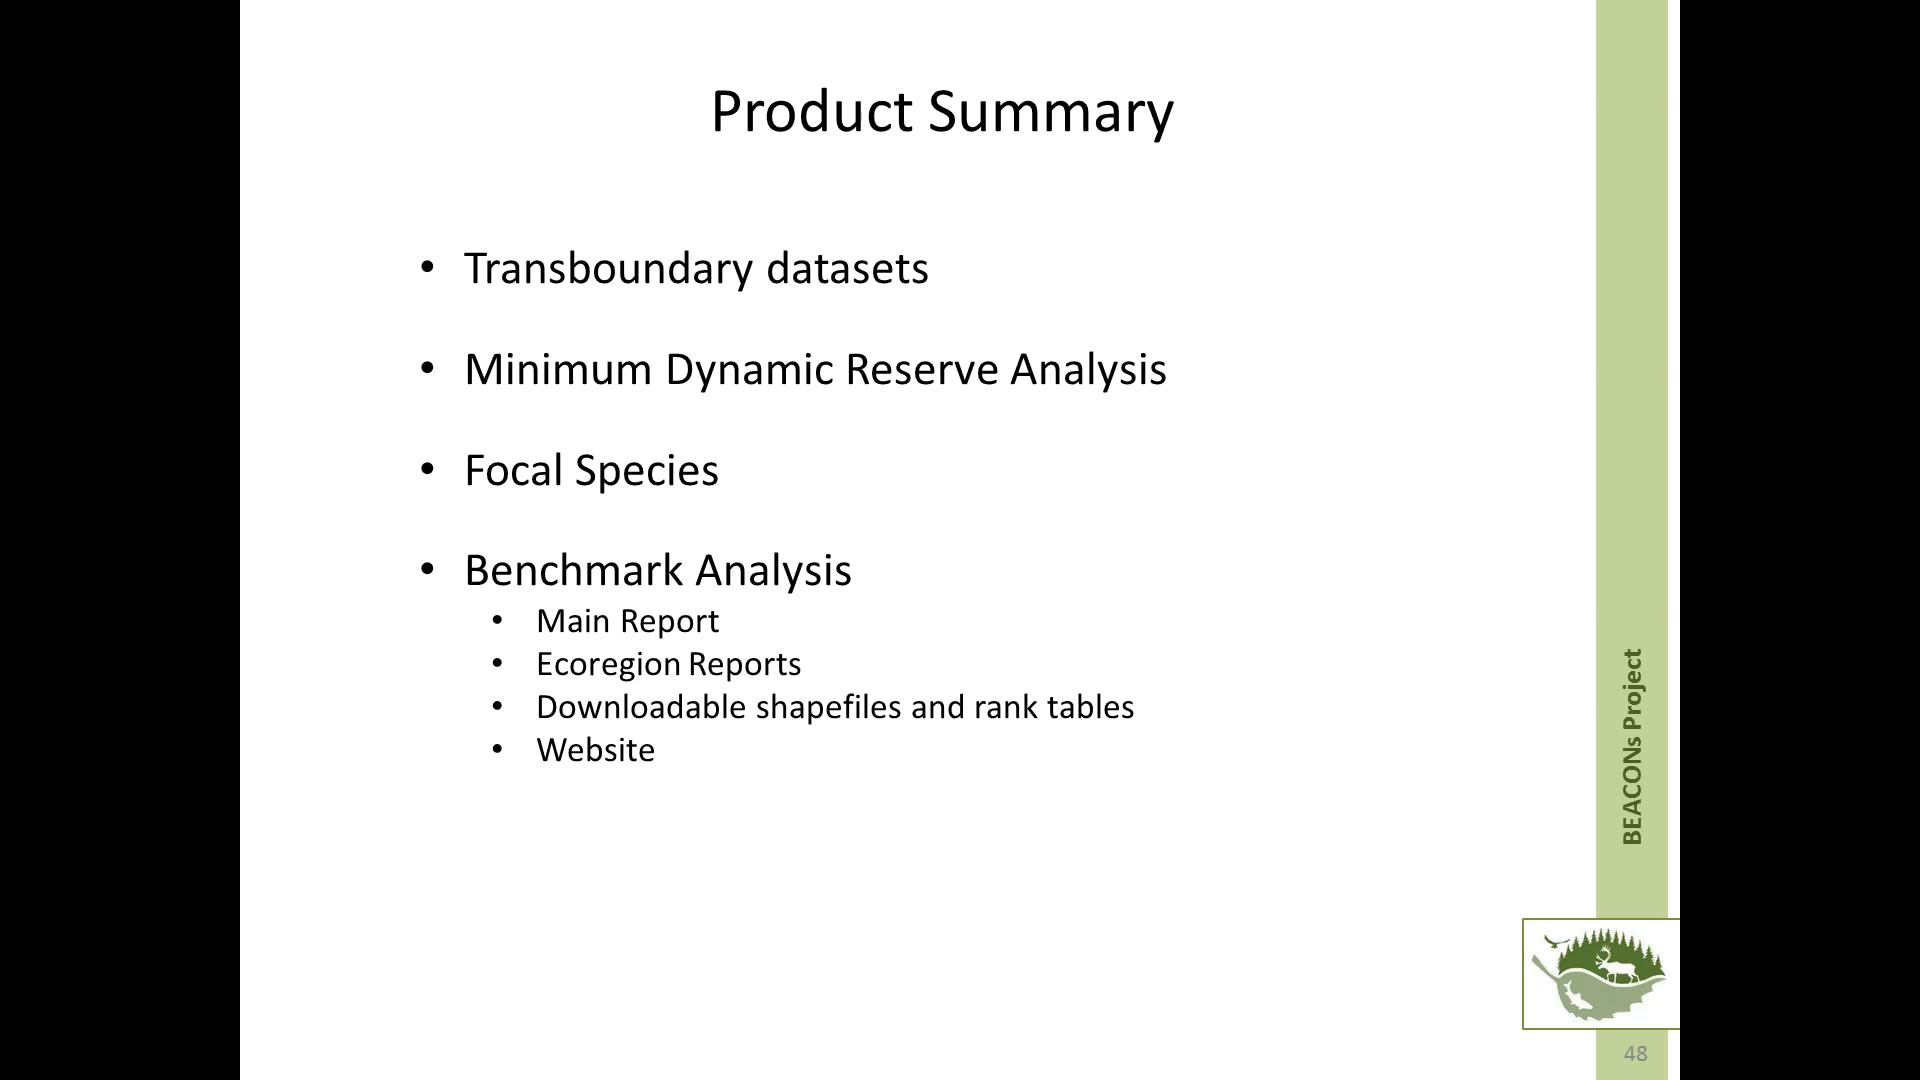 Product Summary
• Transboundary datasets
• Minimum Dynamic Reserve Analysis
• Focal Species
• Benchmark Analysis
• Main Report
• Ecoregion Reports
• Downloadable shapefiles and rank tables
• Website
BEACONs Project
48